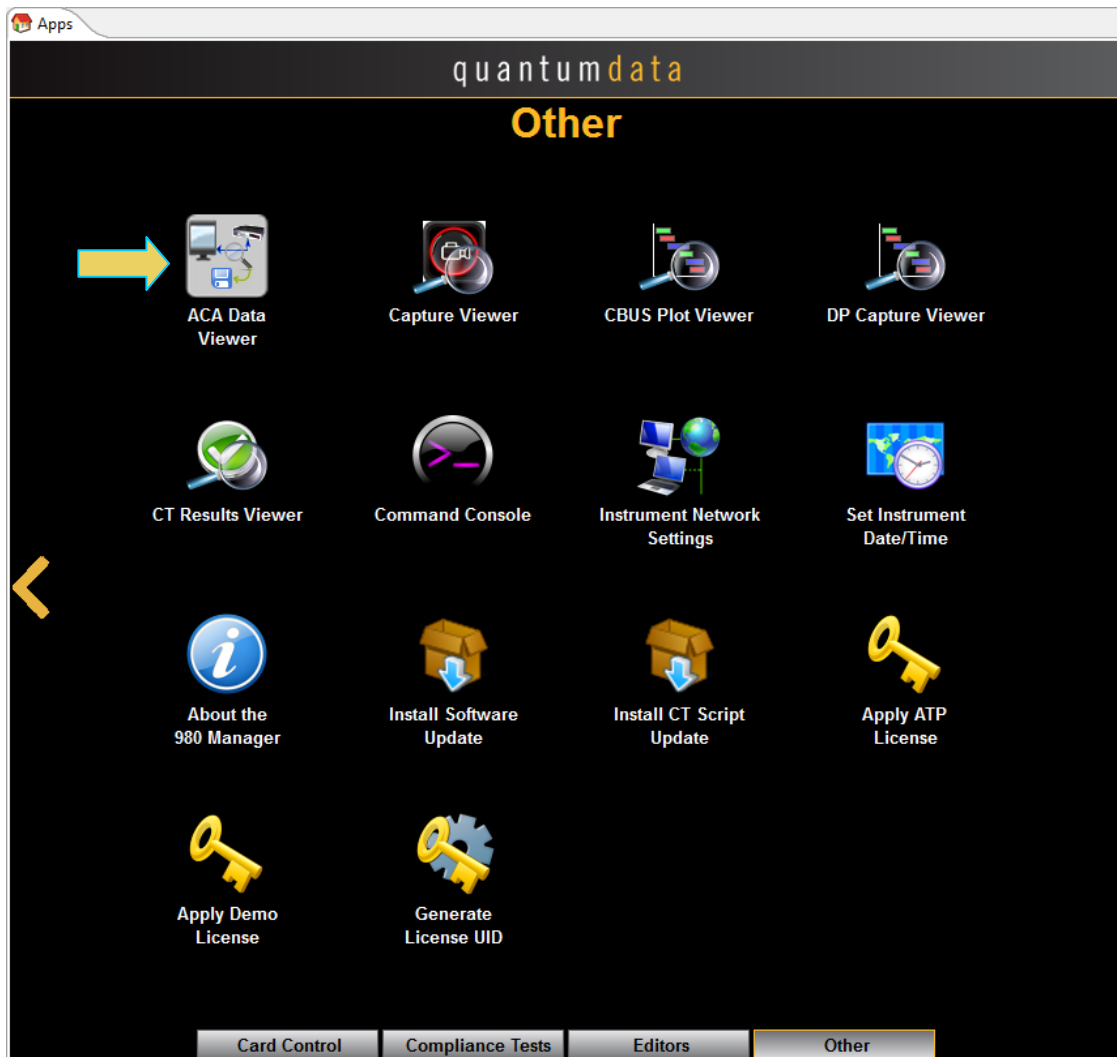 Apps
quantumdata
Other
ACA Data
Viewer
Capture Viewer
CBUS Plot Viewer
DP Capture Viewer
CT Results Viewer
Command Console
Instrument Network
Settings
Set Instrument
Date/Time
About the
980 Manager
Install Software
Update
Install CT Script
Update
Apply ATP
License
Apply Demo
License
Generate
License UID
Card Control
Compliance Tests
Editors
Other